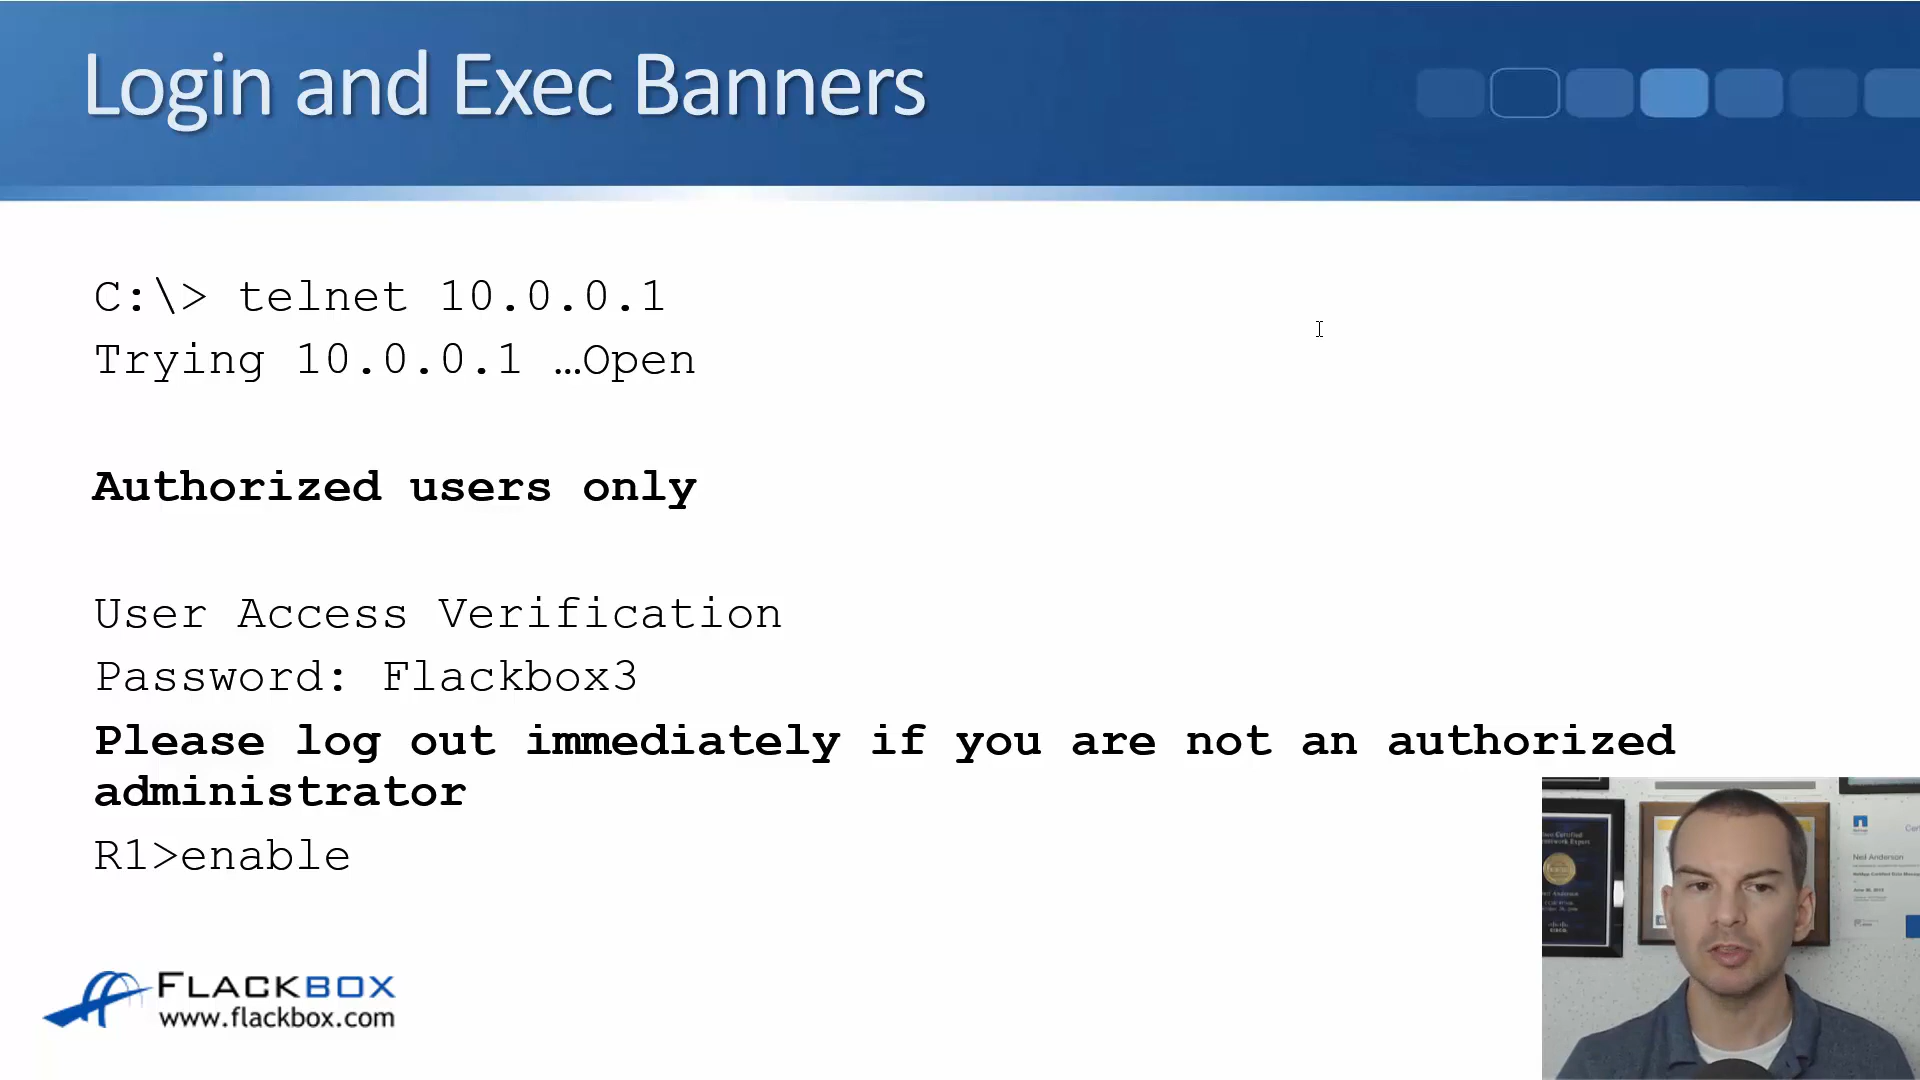 Login and Exec Banners
C:\> telnet 10.0.0.1
Trying 10.0.0.1 …Open
Authorized users only
User Access Verification
Password: Flackbox3
Please log out immediately if you are not an authorized
administrator
R1>enable
FLACKBOX
www.flackbox.com
Neil Anderson